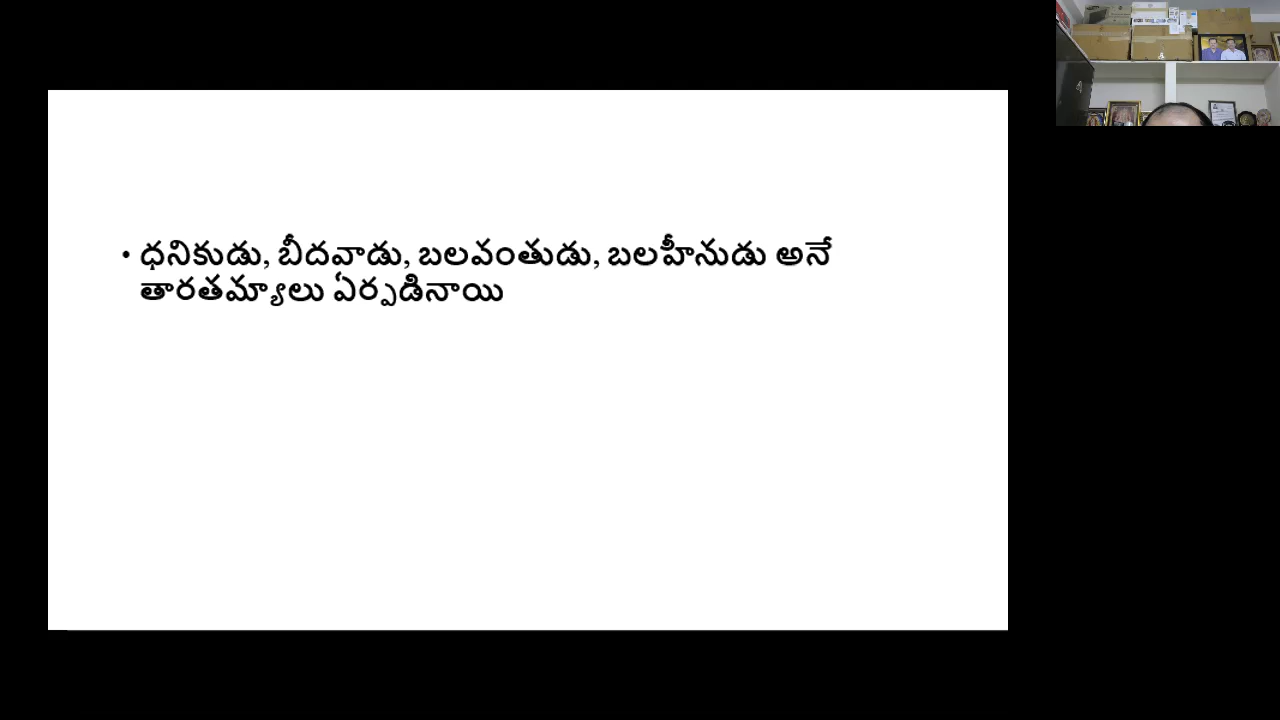 • ధనికుడు, బీదవాడు, బలవంతుడు, బలహీనుడు అనే
తారతమ్యాలు ఏర్పడినాయి